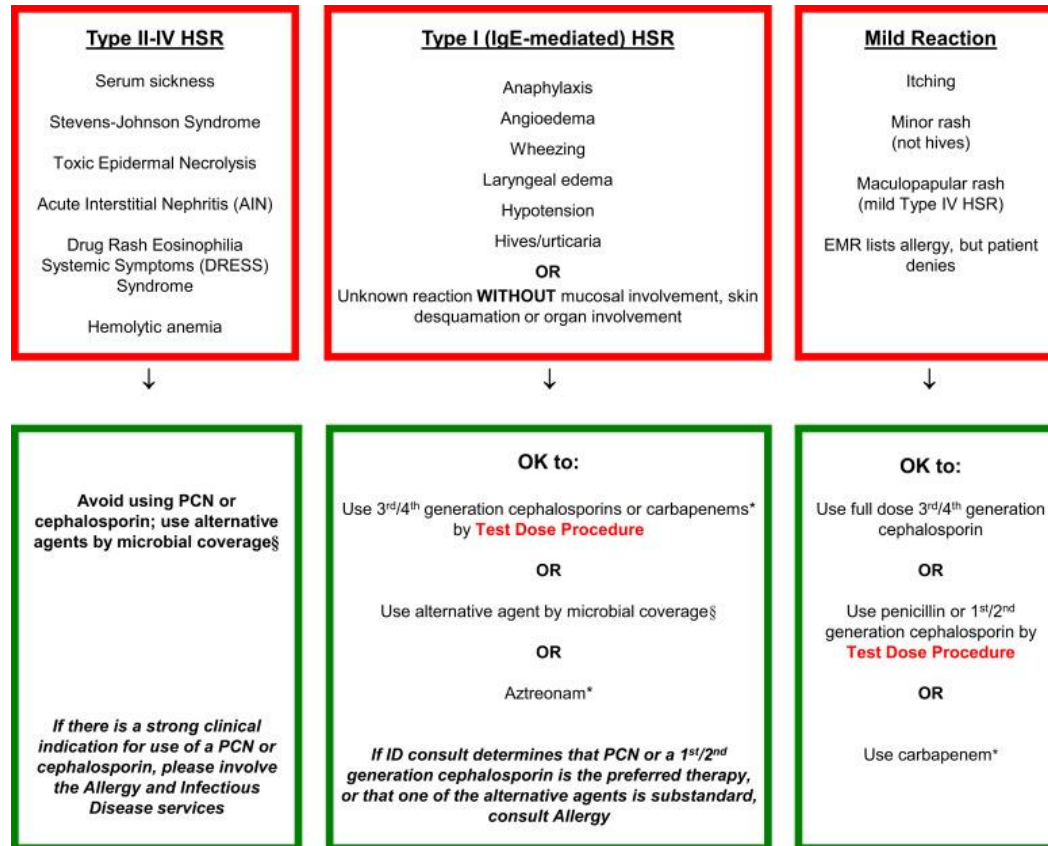 Type II-IV HSR
Serum sickness
Stevens-Johnson Syndrome
Toxic Epidermal Necrolysis
Acute Interstitial Nephritis (AIN)
Drug Rash Eosinophilia
Systemic Symptoms (DRESS)
Syndrome
Hemolytic anemia
Type I (IgE-mediated) HSR
Anaphylaxis
Angioedema
Wheezing
Laryngeal edema
Hypotension
Hives/urticaria
OR
Unknown reaction WITHOUT mucosal involvement, skin
desquamation or organ involvement
Mild Reaction
Itching
Minor rash
(not hives)
Maculopapular rash
(mild Type IV HSR)
EMR lists allergy, but patient
denies
↓
↓
↓
Avoid using PCN or
cephalosporin; use alternative
agents by microbial coverage§
If there is a strong clinical
indication for use of a PCN or
cephalosporin, please involve
the Allergy and Infectious
Disease services
OK to:
Use 3rd/4th generation cephalosporins or carbapenems*
by Test Dose Procedure
OR
Use alternative agent by microbial coverage§
OR
Aztreonam*
If ID consult determines that PCN or a 1st/2nd
generation cephalosporin is the preferred therapy,
or that one of the alternative agents is substandard,
consult Allergy
OK to:
Use full dose 3rd/4th generation
cephalosporin
OR
Use penicillin or 1st/2nd
generation cephalosporin by
Test Dose Procedure
OR
Use carbapenem*